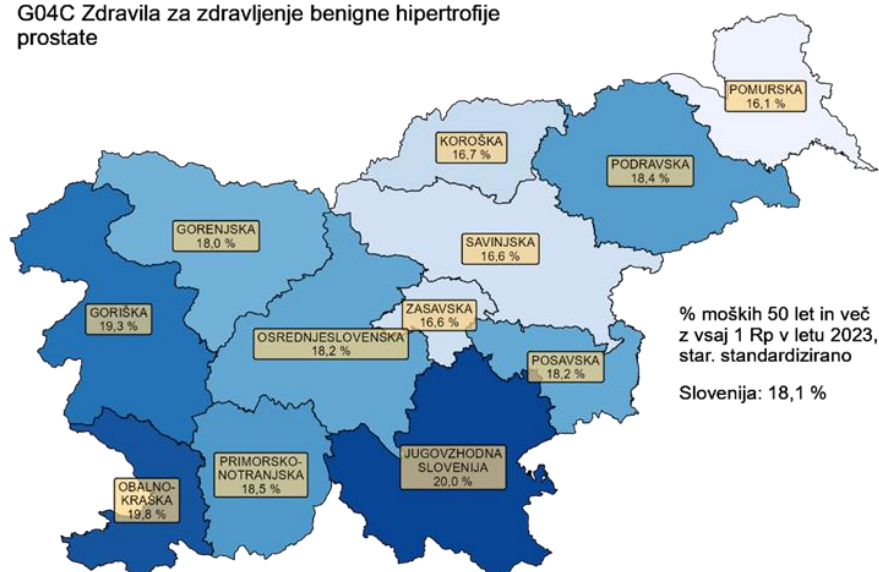 G04C Zdravila za zdravljenje benigne hipertrofije
prostate
POMURSKA
16,1 %
KOROŠKA
16,7 %
PODRAVSKA
18,4 %
GORENJSKA
18,0 %
SAVINJSKA
16,6 %
GORIŠKA
19,3 %
ZASAVSKA
16,6 %
OSREDNJESLOVENSKA
18,2 %
POSAVSKA
18,2 %
% moških 50 let in več
z vsaj 1 Rp v letu 2023,
star. standardizirano
Slovenija: 18,1 %
JUGOVZHODNA
SLOVENIJA
20,0 %
PRIMORSKO-
NOTRANJSKA
18,5 %
OBALNO-
KRAŠKA
19,8 %